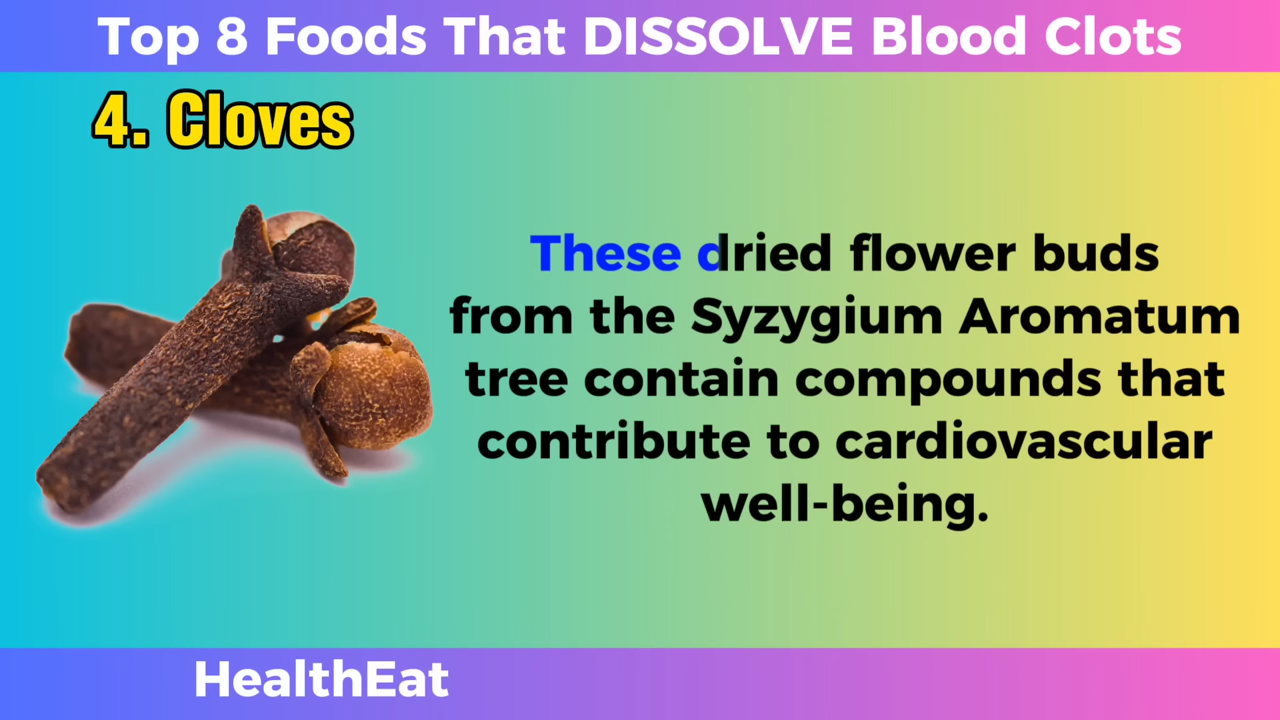 Top 8 Foods That DISSOLVE Blood Clots
4. Cloves
These dried flower buds
from the Syzygium Aromatum
tree contain compounds that
contribute to cardiovascular
well-being.
HealthEat